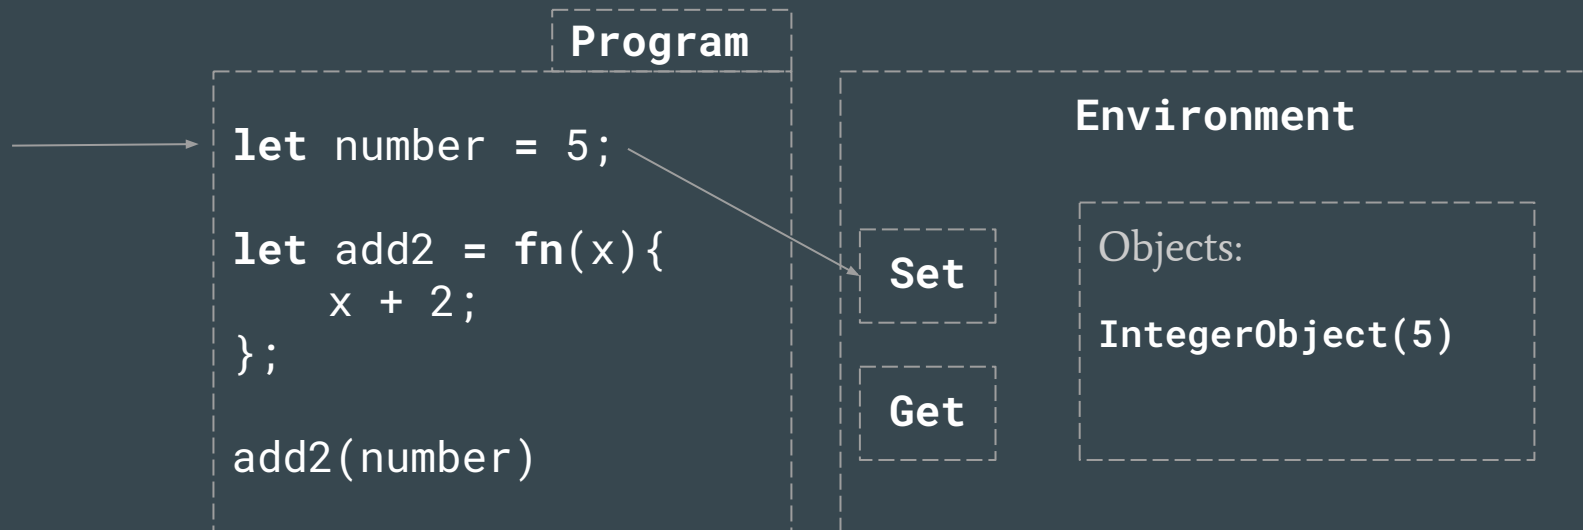 Program
let number = 5;
let add2 = fn(x){
x + 2;
};
add2(number)
Environment
Set
Get
Objects:
IntegerObject(5)